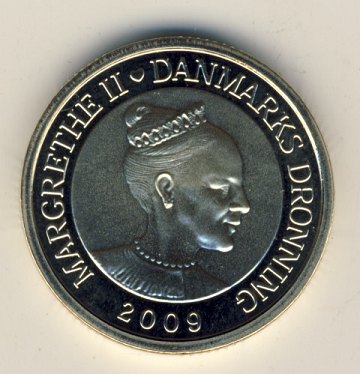 MARGRETHE II ♥ DANMARKS DRONNING
2009